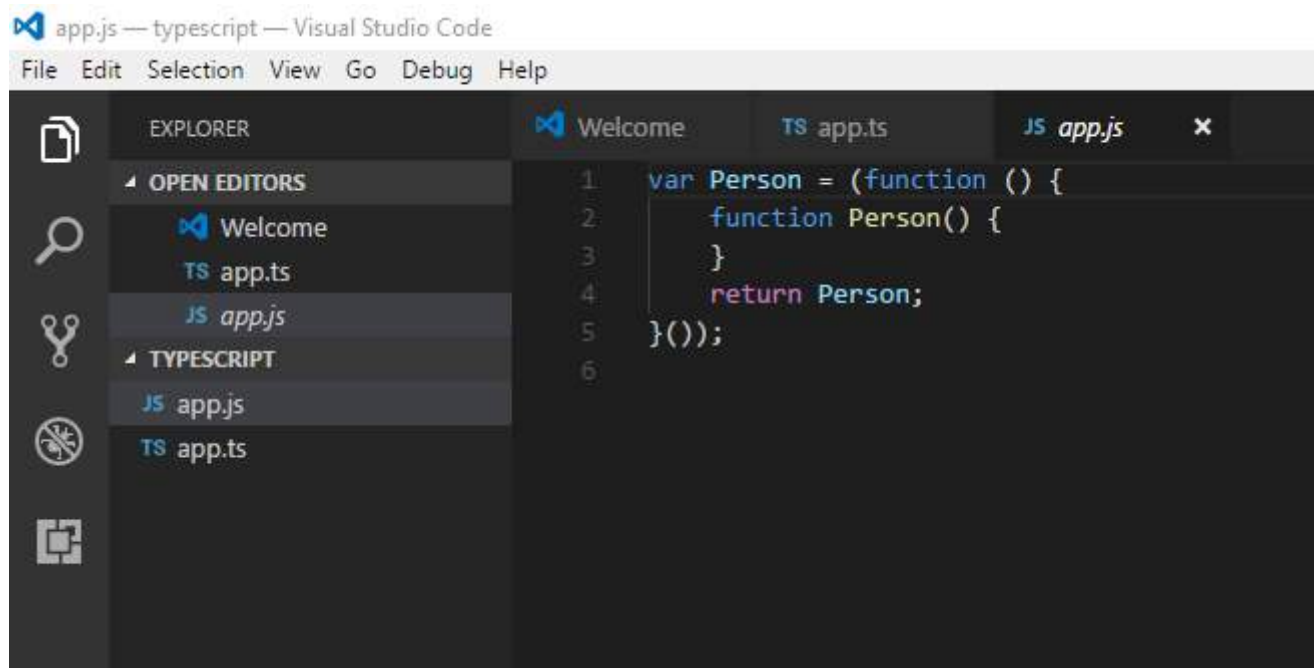 app.js — typescript — Visual Studio Code
File Edit Selection View Go Debug Help
EXPLORER
OPEN EDITORS
Welcome
TS app.ts
JS app.js
TYPESCRIPT
JS app.js
TS app.ts
Welcome TS app.ts JS app.js ×
1 var Person = (function () {
2     function Person() {
3     }
4     return Person;
5 }());
6